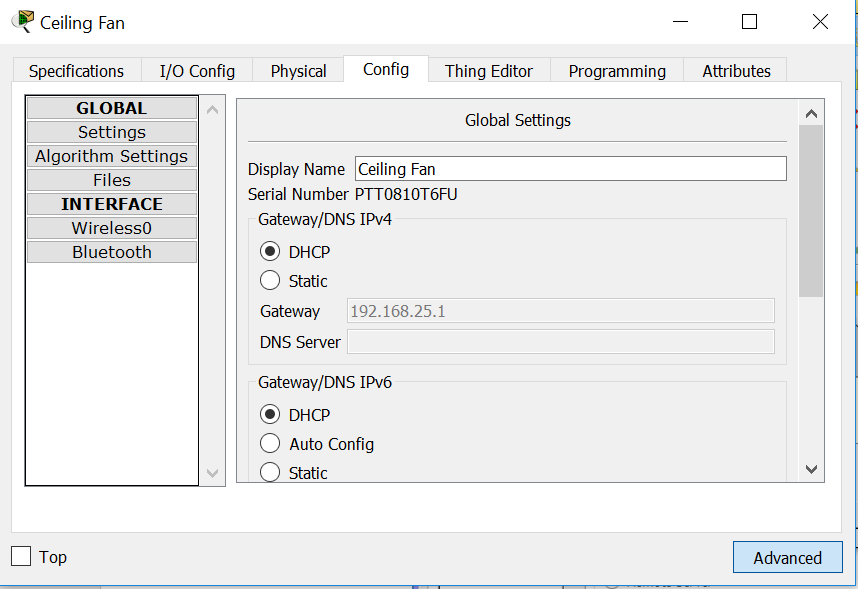 Ceiling Fan
Specifications I/O Config Physical Config Thing Editor Programming Attributes
GLOBAL
Settings
Algorithm Settings
Files
INTERFACE
Wireless0
Bluetooth
Global Settings
Display Name Ceiling Fan
Serial Number PTT0810T6FU
Gateway/DNS IPv4
DHCP
Static
Gateway 192.168.25.1
DNS Server
Gateway/DNS IPv6
DHCP
Auto Config
Static
Top
Advanced